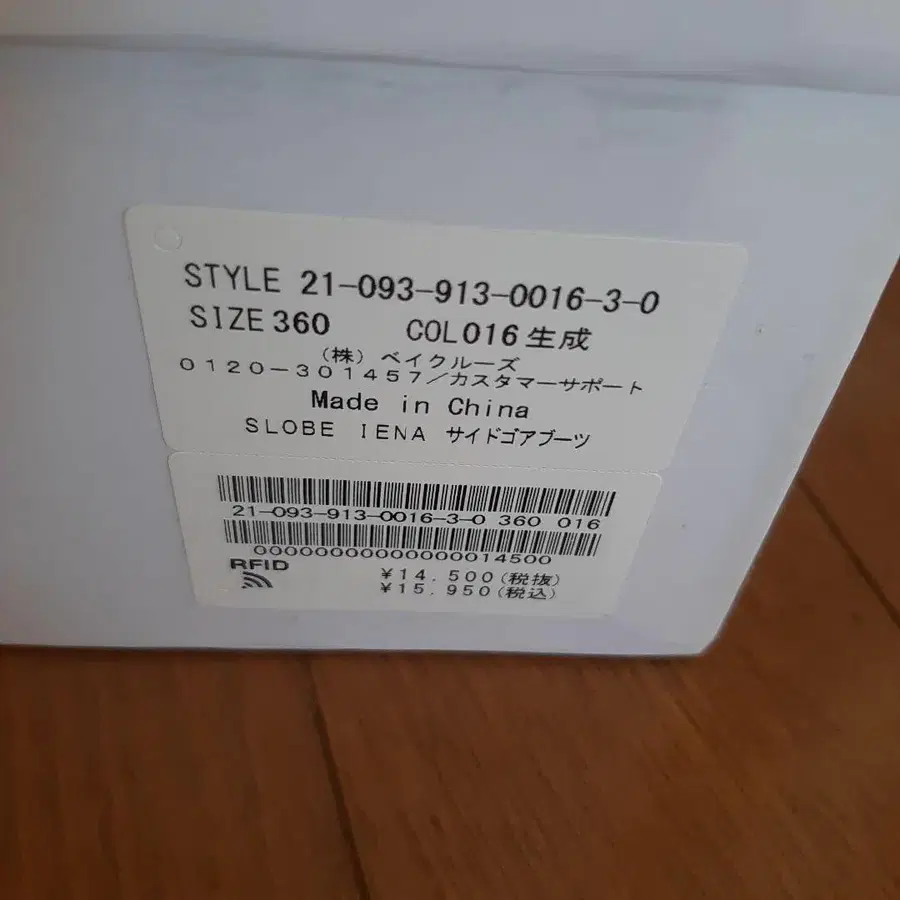 STYLE 21-093-913-0016-3-0
SIZE 360 COL016 生成
（株）ベイクルーズ
０１２０－３０１４５７／カスタマーサポート
Made in China
SLOBE IENA サイドゴアブーツ
21-093-913-0016-3-0 360 016
00000000000000014500
RFID
¥14.500(税抜)
¥15.950(税込)